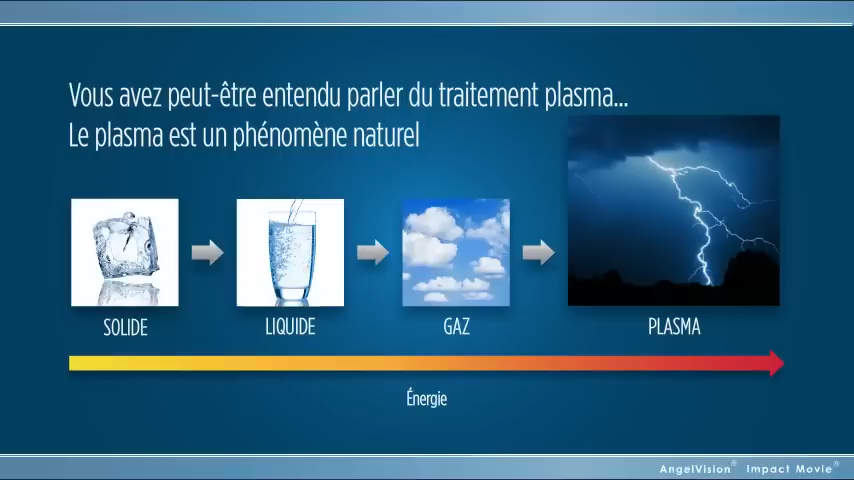 Vous avez peut-être entendu parler du traitement plasma...
Le plasma est un phénomène naturel
SOLIDE
LIQUIDE
GAZ
PLASMA
Énergie
AngelVision® Impact Movie®